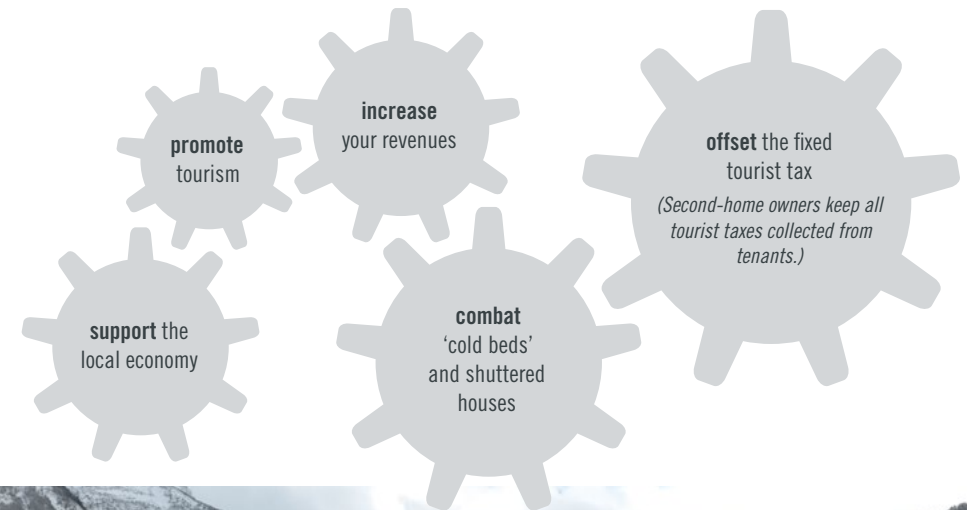 promote
tourism
increase
your revenues
offset the fixed
tourist tax
(Second-home owners keep all
tourist taxes collected from
tenants.)
support the
local economy
combat
‘cold beds’
and shuttered
houses